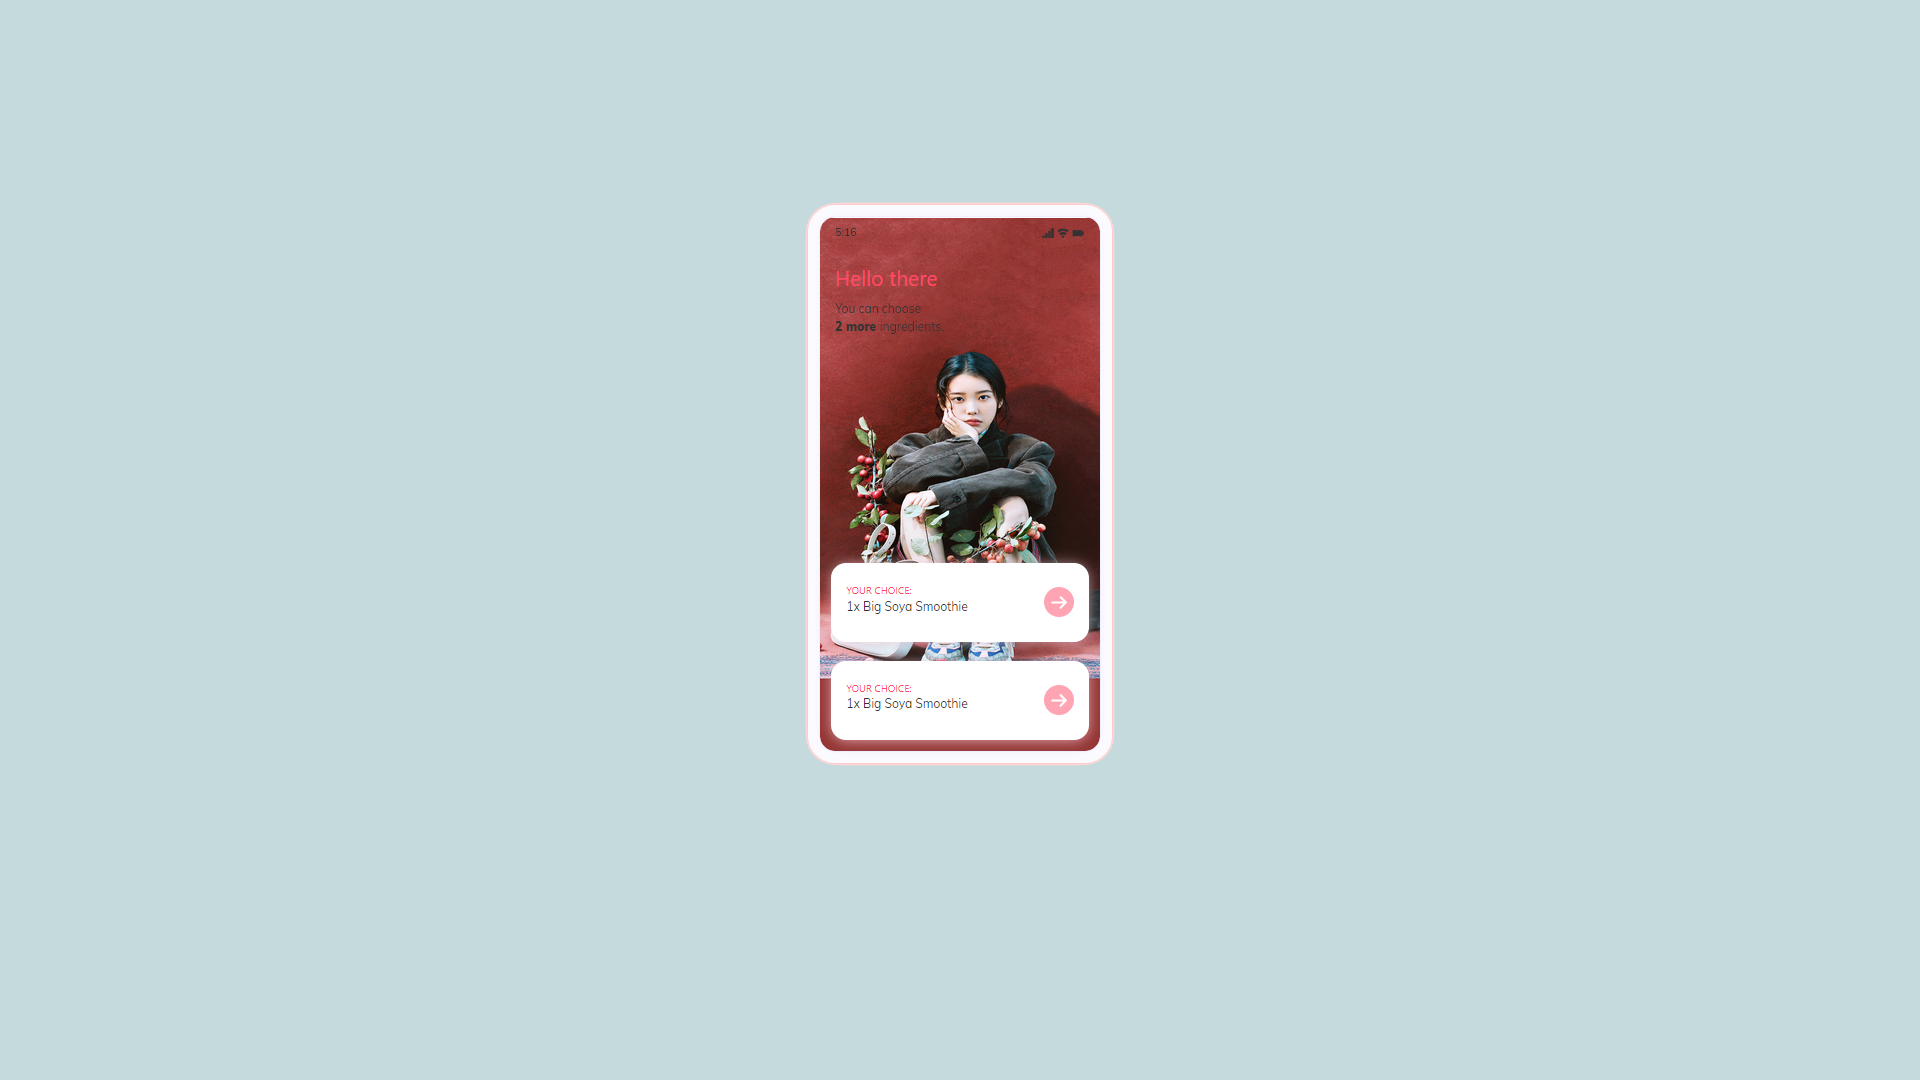 5:16
Hello there
You can choose
2 more ingredients.
YOUR CHOICE:
1x Big Soya Smoothie
YOUR CHOICE:
1x Big Soya Smoothie